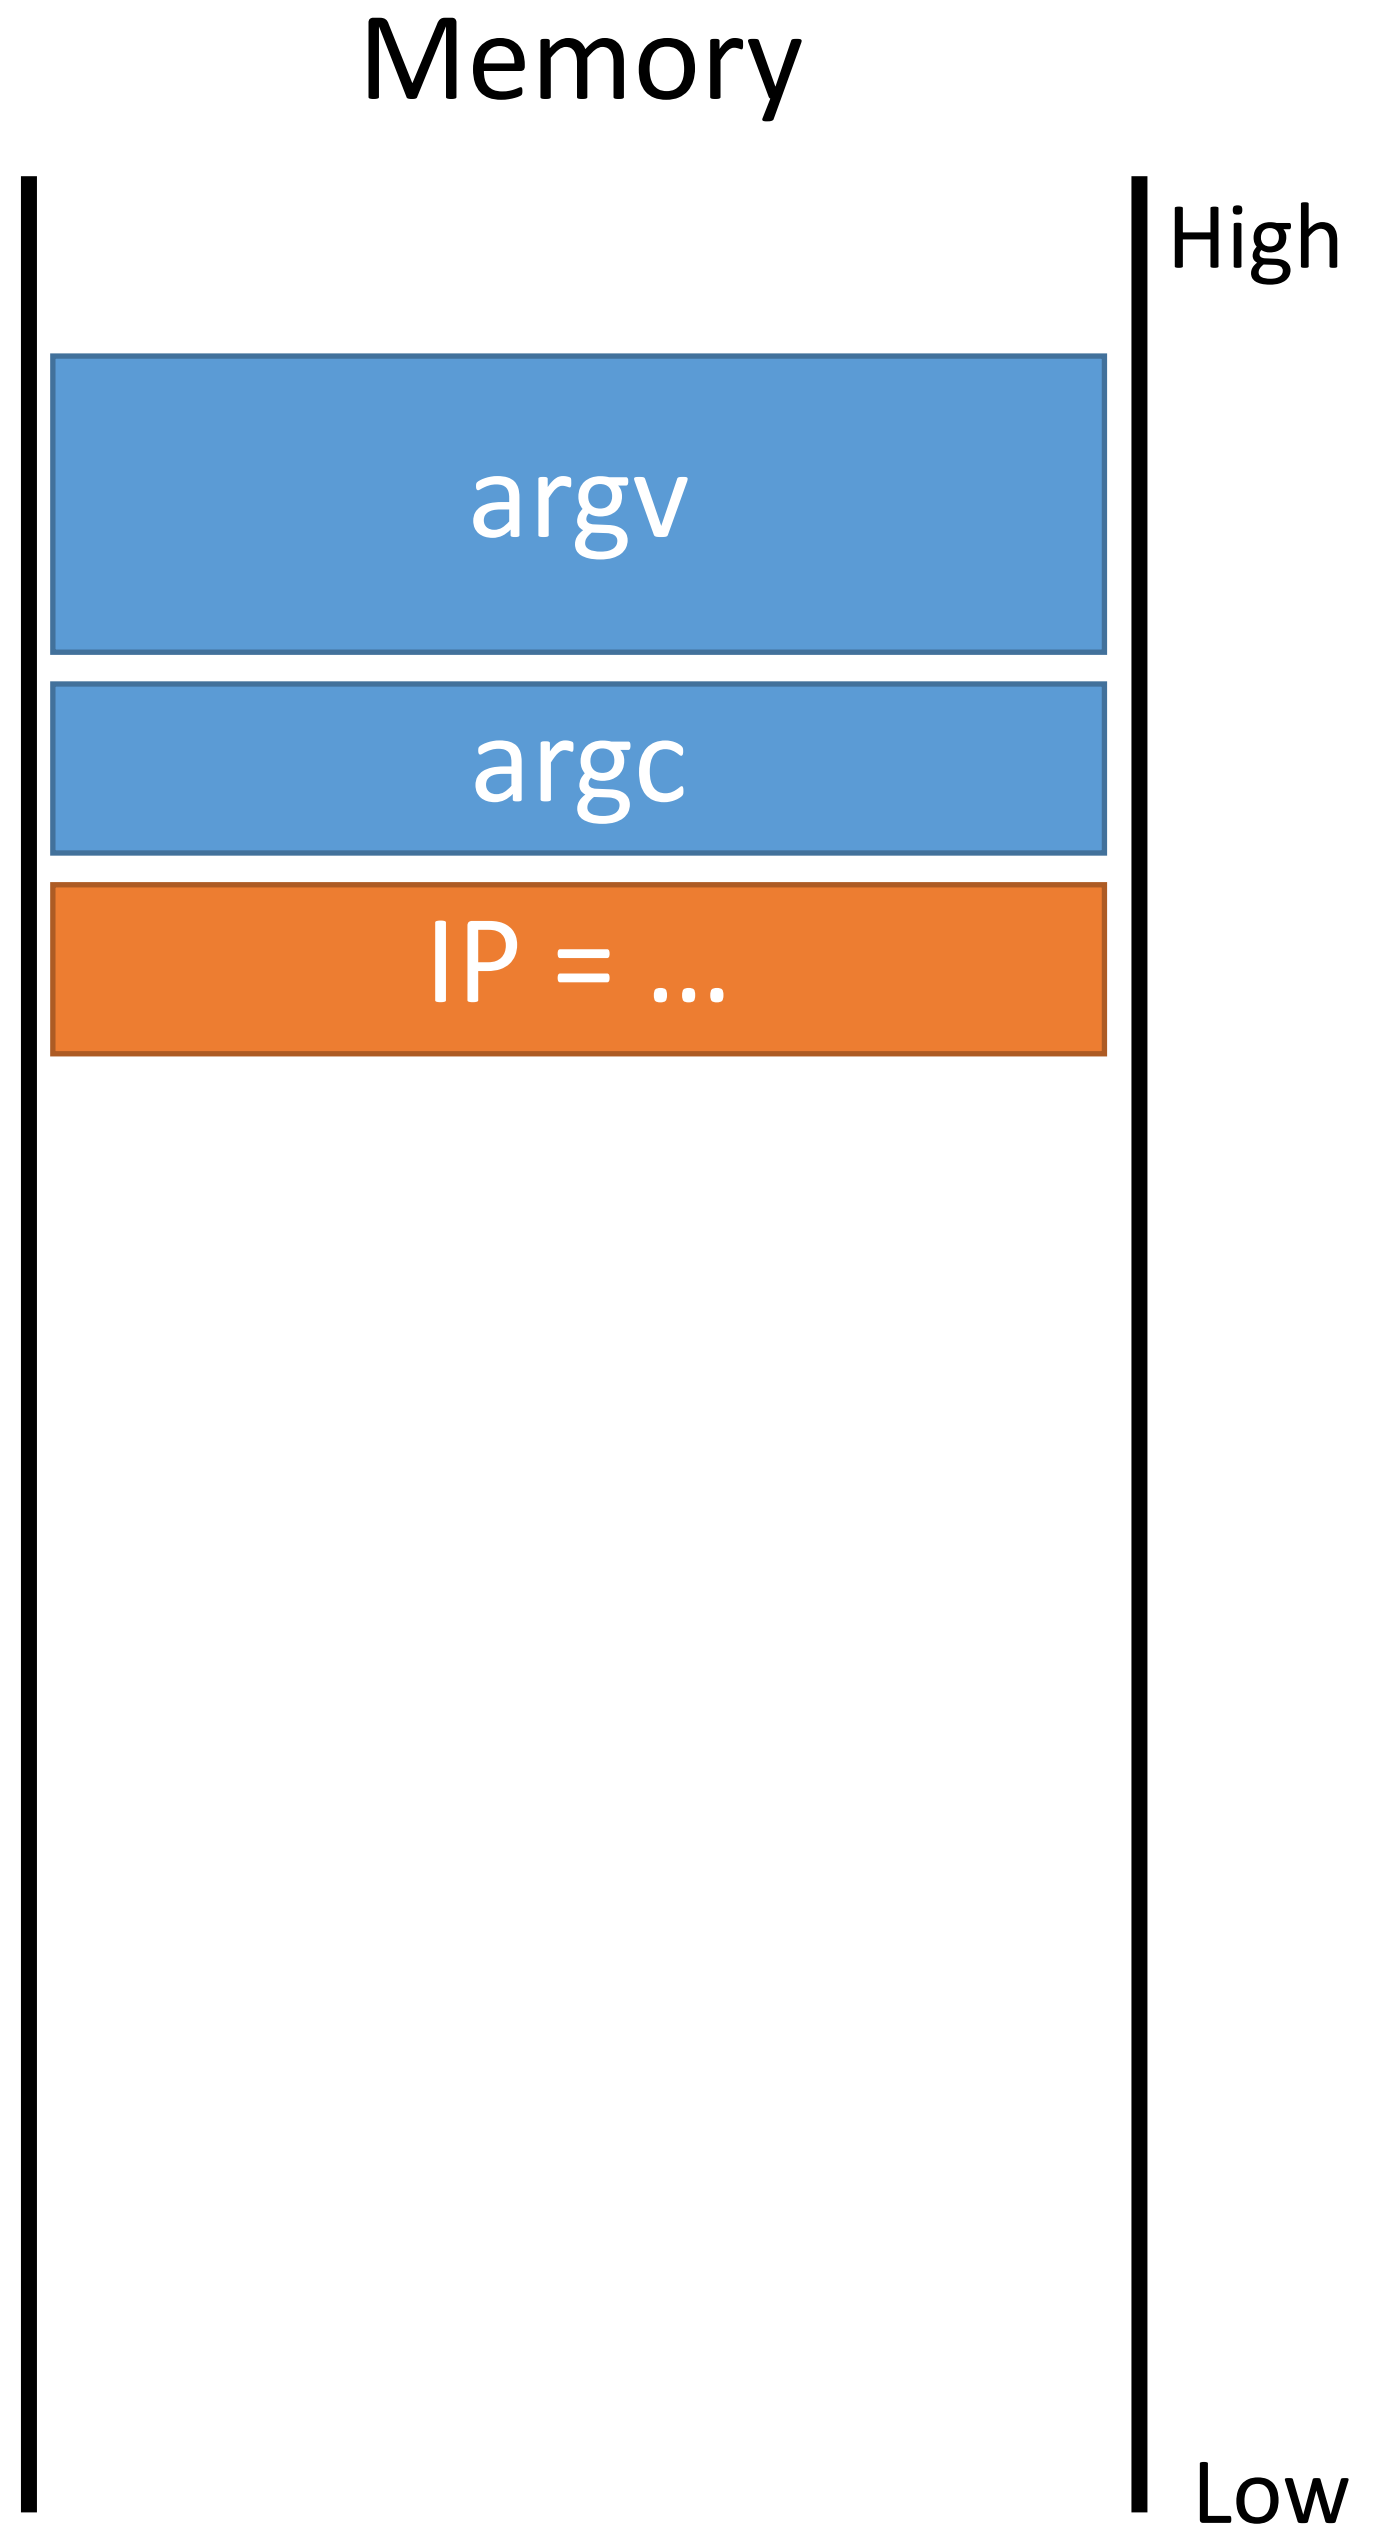 Memory
High
argv
argc
IP = …
Low